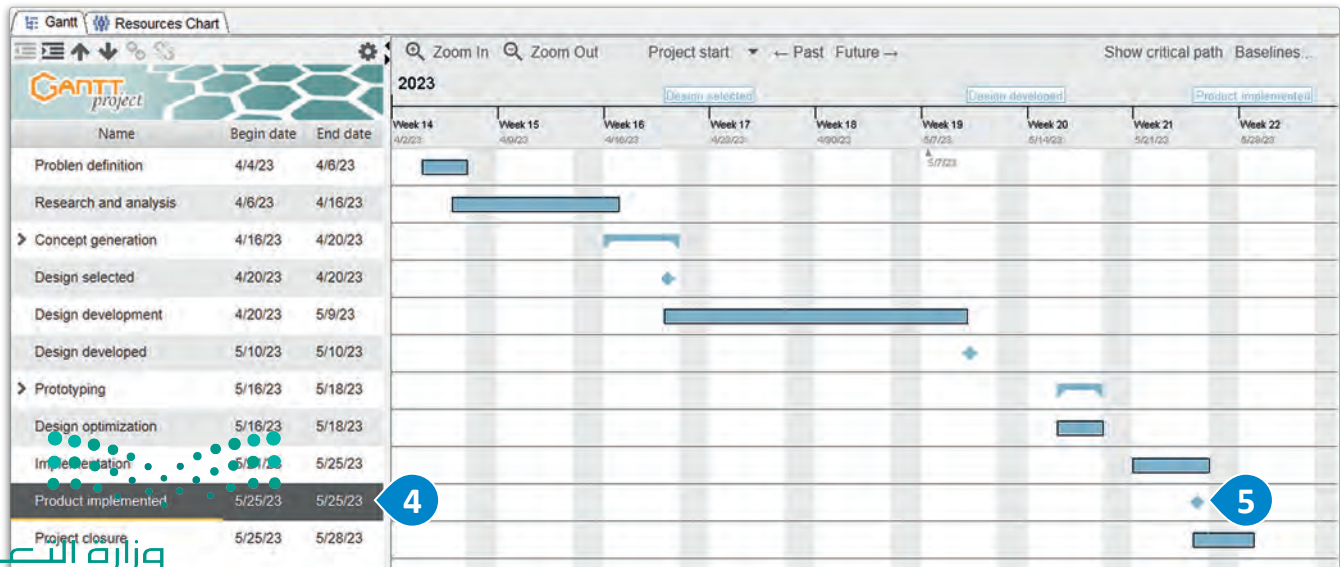 Gantt Resources Chart
Zoom In Zoom Out Project start ← Past Future → Show critical path Baselines...
GANTT project
2023
Design selected Design developed Product implemented
Name Begin date End date
Week 14 Week 15 Week 16 Week 17 Week 18 Week 19 Week 20 Week 21 Week 22
4/2/23 4/9/23 4/16/23 4/23/23 4/30/23 5/7/23 5/14/23 5/21/23 5/28/23
5/7/23
Problen definition 4/4/23 4/6/23
Research and analysis 4/6/23 4/16/23
Concept generation 4/16/23 4/20/23
Design selected 4/20/23 4/20/23
Design development 4/20/23 5/9/23
Design developed 5/10/23 5/10/23
Prototyping 5/16/23 5/18/23
Design optimization 5/16/23 5/18/23
Implementation 5/21/23 5/25/23
Product implemented 5/25/23 5/25/23 4 5
Project closure 5/25/23 5/28/23
وزارة التعـ